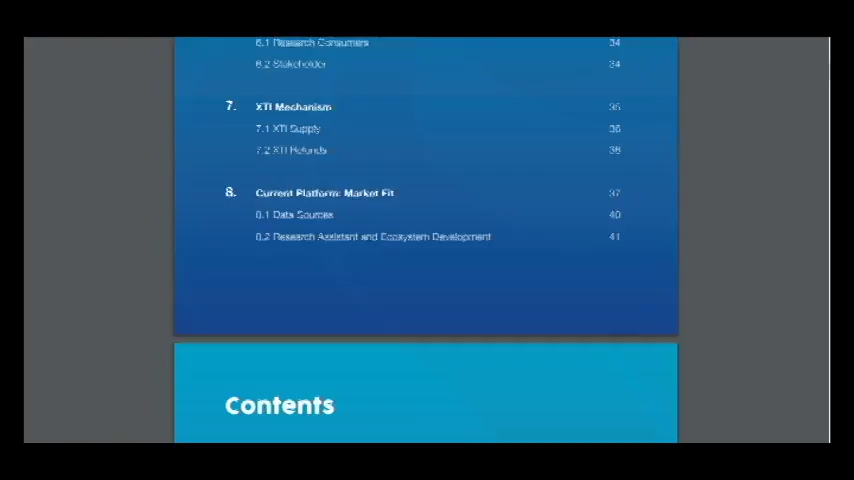 6.1 Research Consumers 34
6.2 Stakeholder 34
7. XTI Mechanism 35
7.1 XTI Supply 36
7.2 XTI Refunds 36
8. Current Platform: Market Fit 37
8.1 Data Sources 40
8.2 Research Assistant and Ecosystem Development 41
Contents